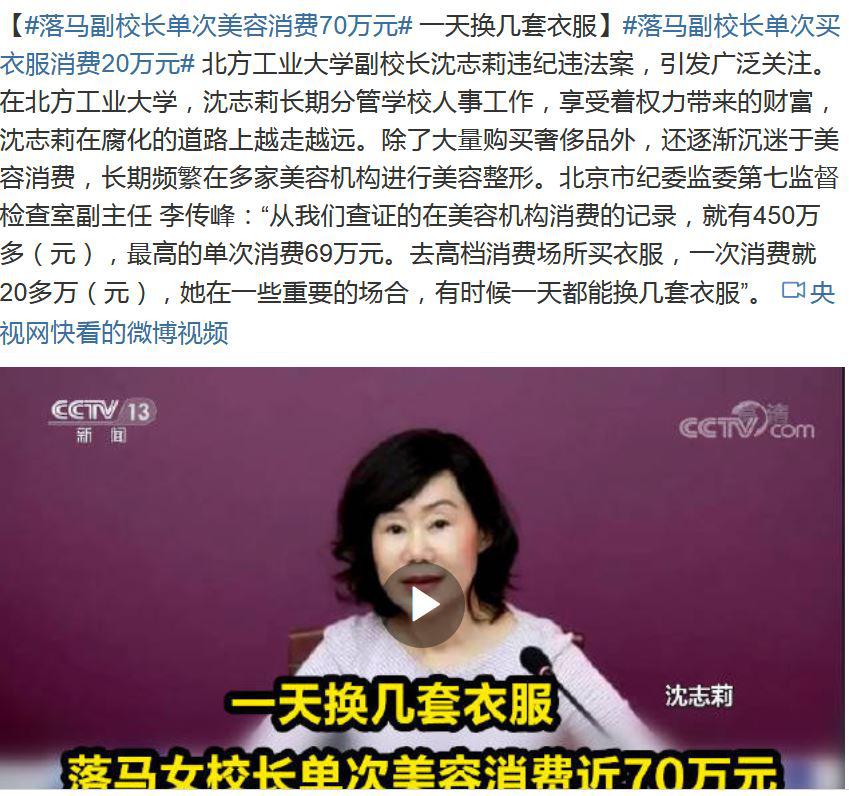 【#落马副校长单次美容消费70万元# 一天换几套衣服】#落马副校长单次买
衣服消费20万元# 北方工业大学副校长沈志莉违纪违法案，引发广泛关注。
在北方工业大学，沈志莉长期分管学校人事工作，享受着权力带来的财富，
沈志莉在腐化的道路上越走越远。除了大量购买奢侈品外，还逐渐沉迷于美
容消费，长期频繁在多家美容机构进行美容整形。北京市纪委监委第七监督
检查室副主任 李传峰：“从我们查证的在美容机构消费的记录，就有450万
多（元），最高的单次消费69万元。去高档消费场所买衣服，一次消费就
20多万（元），她在一些重要的场合，有时候一天都能换几套衣服”。 央
视网快看的微博视频
CCTV 13
新 闻
高清
CCTV com
沈志莉
一天换几套衣服
落马女校长单次美容消费近70万元